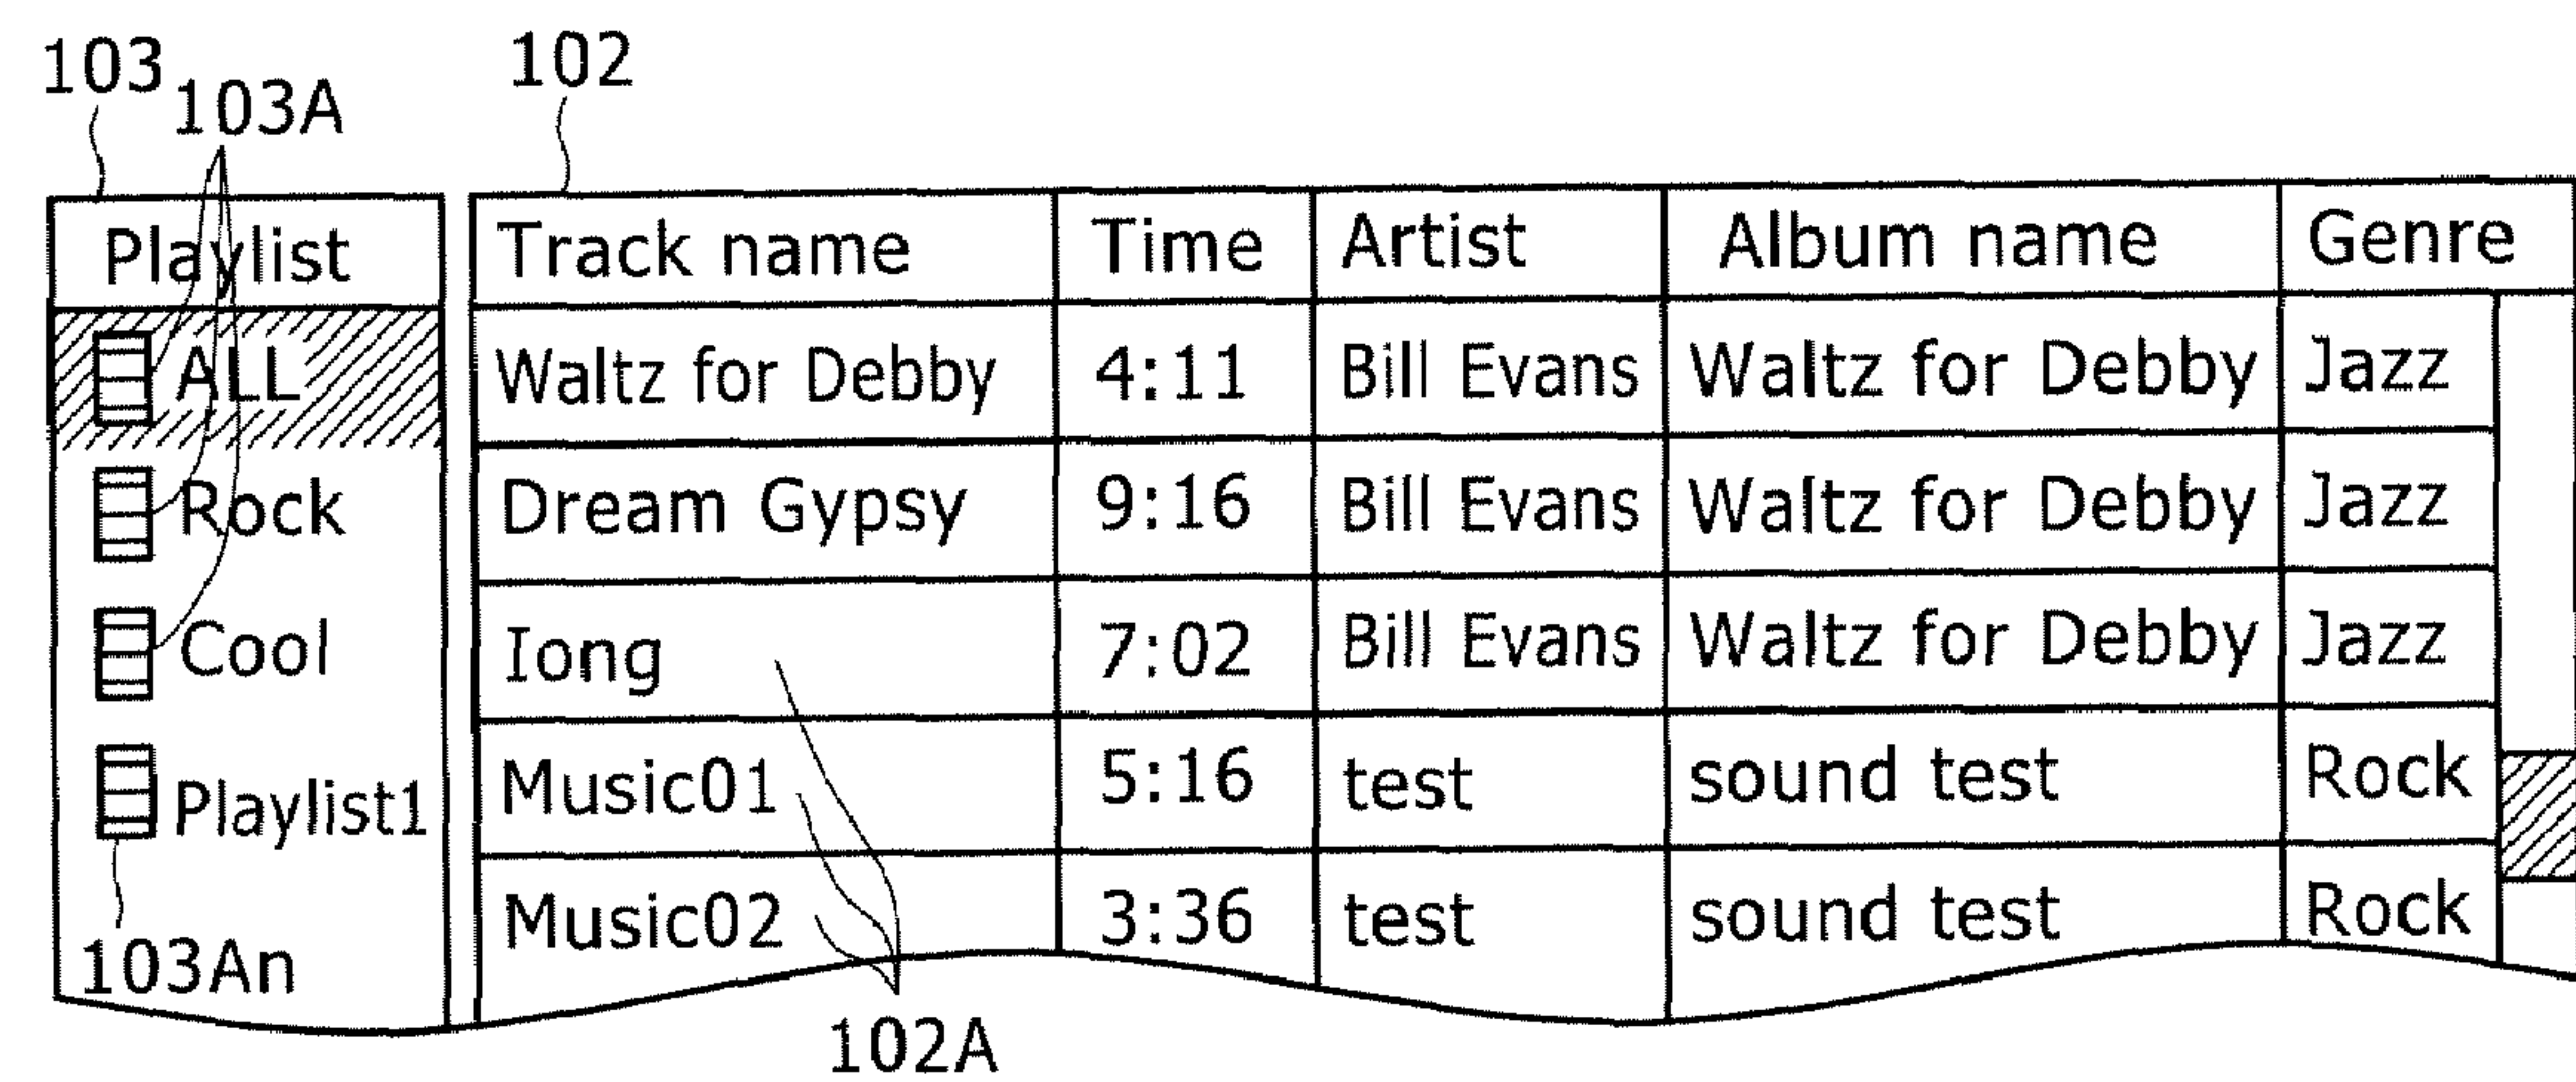 103 103A 102
Playlist
ALL
Rock
Cool
Playlist1
103An
Track name Time Artist Album name Genre
Waltz for Debby 4:11 Bill Evans Waltz for Debby Jazz
Dream Gypsy 9:16 Bill Evans Waltz for Debby Jazz
Iong 7:02 Bill Evans Waltz for Debby Jazz
Music01 5:16 test sound test Rock
Music02 3:36 test sound test Rock
102A